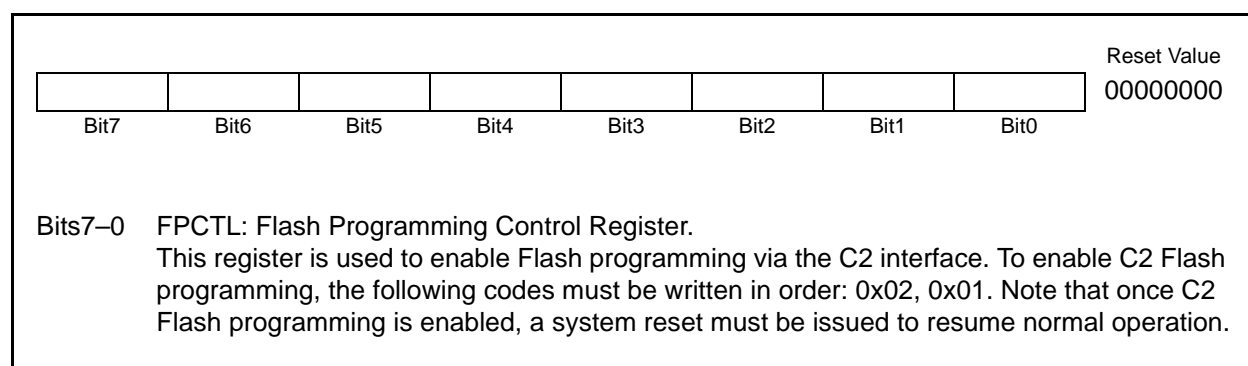 Reset Value
00000000
Bit7 Bit6 Bit5 Bit4 Bit3 Bit2 Bit1 Bit0
Bits7–0 FPCTL: Flash Programming Control Register.
This register is used to enable Flash programming via the C2 interface. To enable C2 Flash
programming, the following codes must be written in order: 0x02, 0x01. Note that once C2
Flash programming is enabled, a system reset must be issued to resume normal operation.